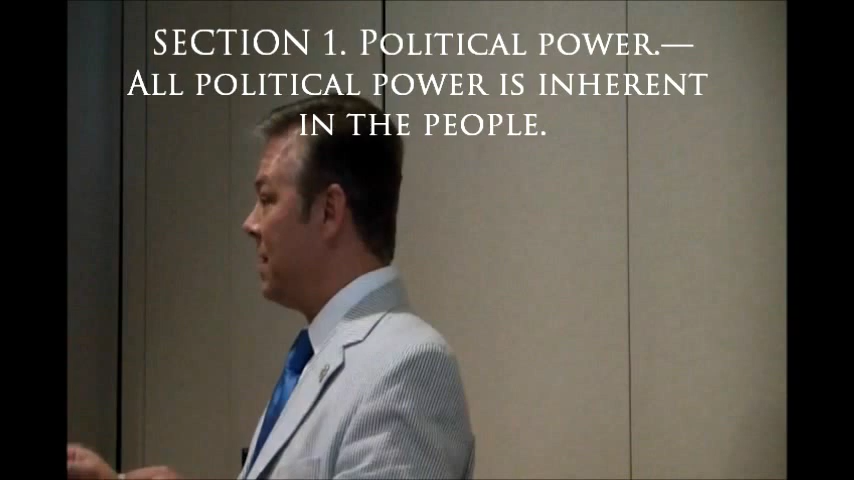 SECTION 1. POLITICAL POWER.—
ALL POLITICAL POWER IS INHERENT
IN THE PEOPLE.